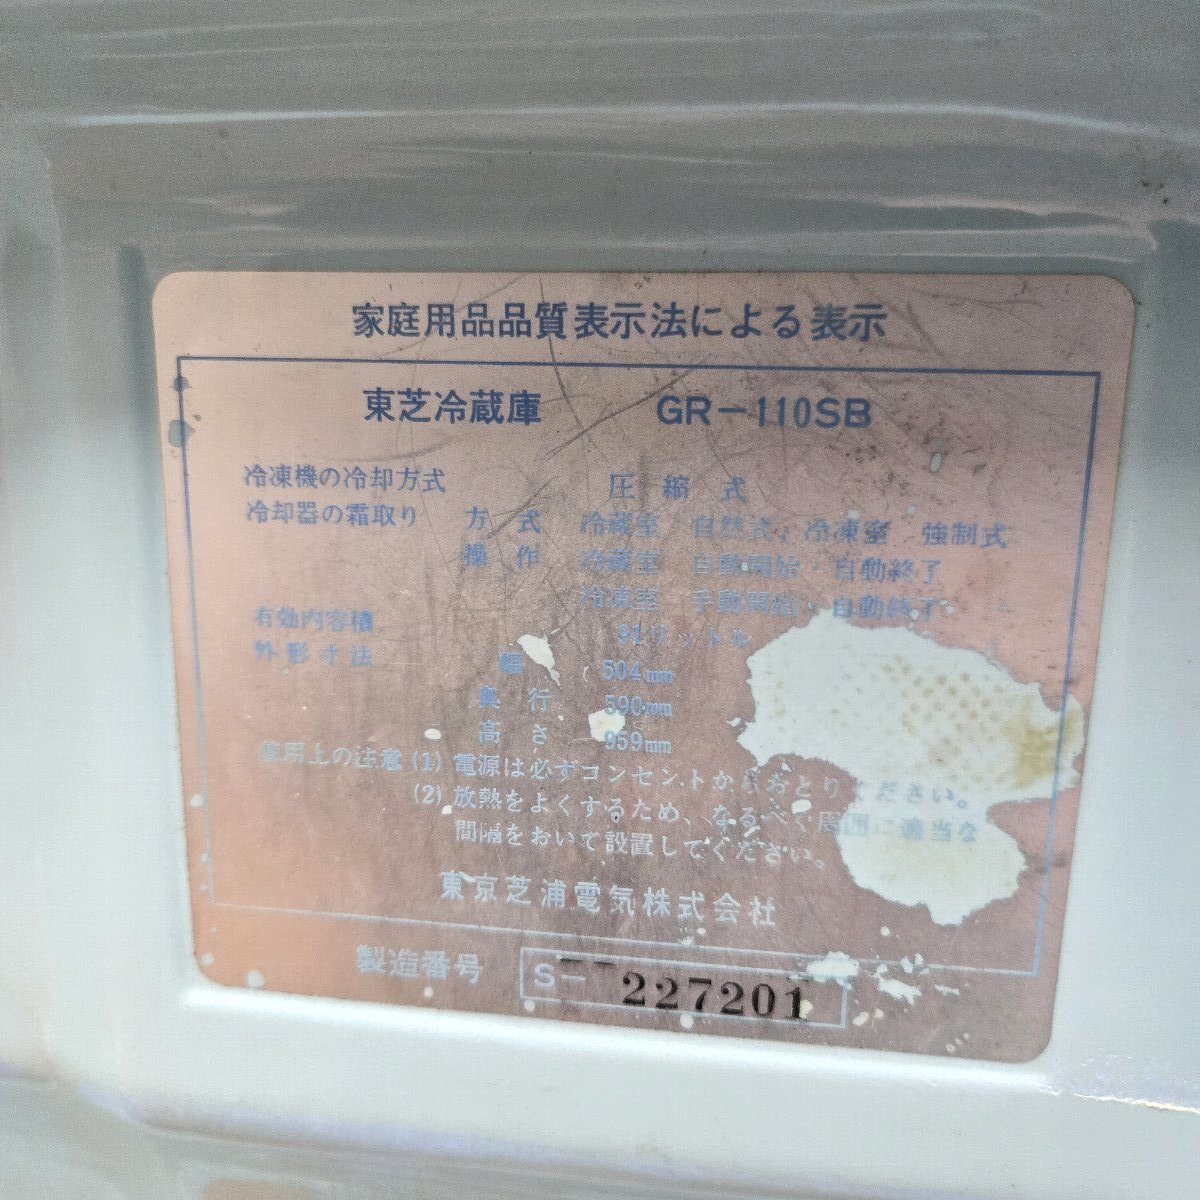 家庭用品品質表示法による表示
東芝冷蔵庫 GR-110SB
冷凍機の冷却方式 圧縮式
冷却器の霜取り 方式 冷蔵室 自然式、冷凍室 強制式
操作 冷蔵室 自動開始・自動終了
冷凍室 手動開始・自動終了
有効内容積 91リットル
外形寸法 幅 504mm
奥行 590mm
高さ 959mm
使用上の注意 (1) 電源は必ずコンセントからおとりください。
(2) 放熱をよくするため、なるべく周囲に適当な
間隔をおいて設置してください。
東京芝浦電気株式会社
製造番号 S-227201